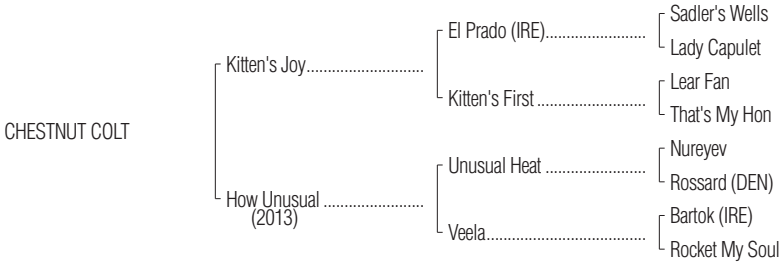 Sadler's Wells
El Prado (IRE)........................
Lady Capulet
Kitten's Joy...........................
Lear Fan
Kitten's First .........................
That's My Hon
CHESTNUT COLT
Nureyev
Unusual Heat .......................
Rossard (DEN)
How Unusual .......................
(2013)
Bartok (IRE)
Veela.....................................
Rocket My Soul